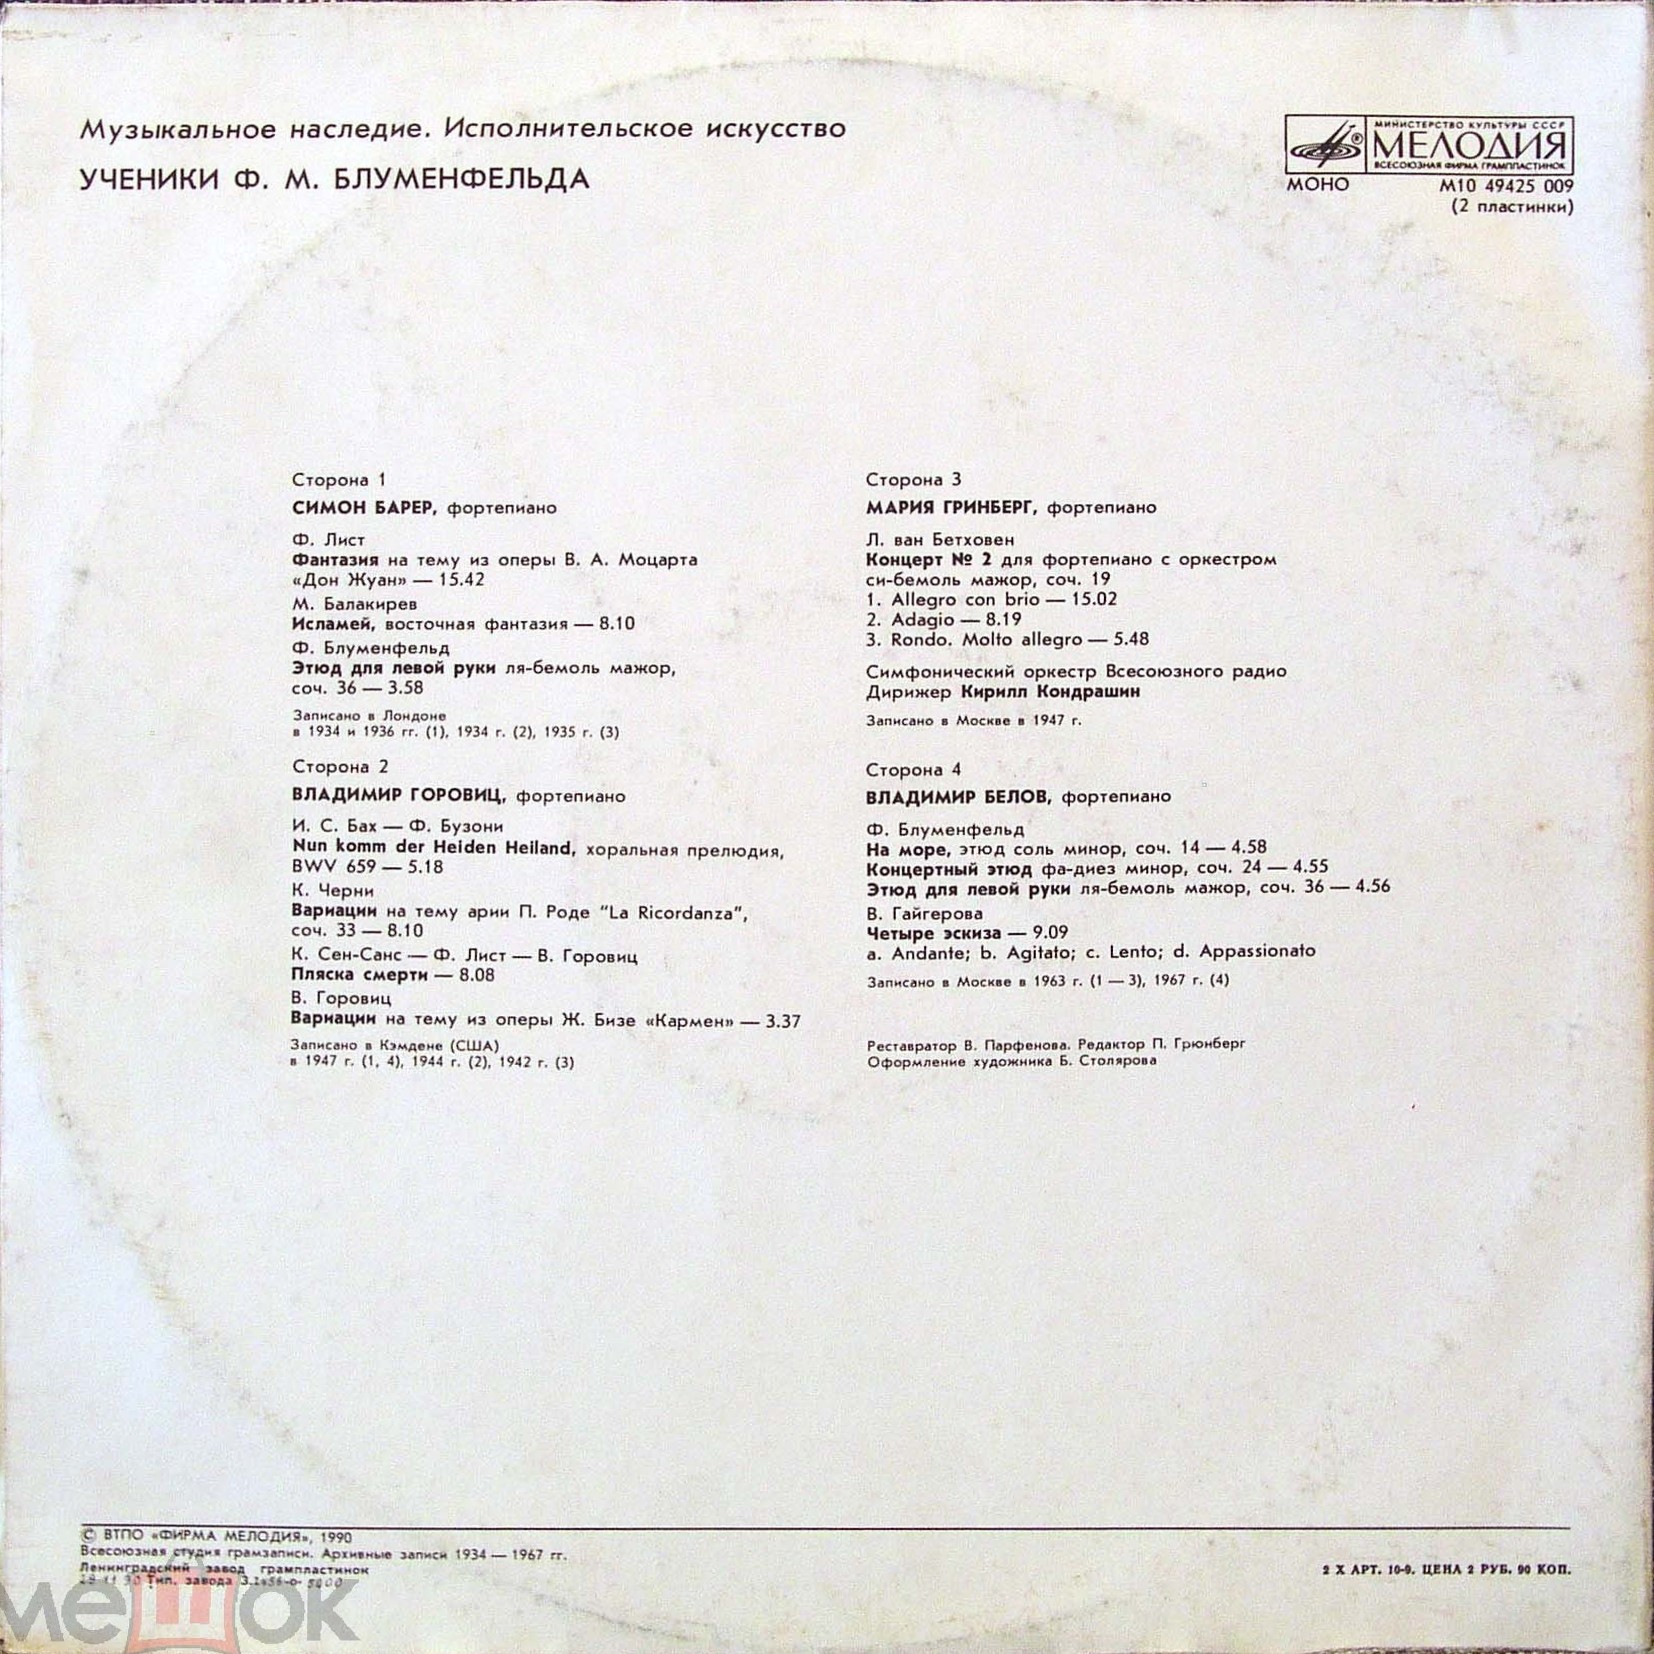 Музыкальное наследие. Исполнительское искусство
УЧЕНИКИ Ф. М. БЛУМЕНФЕЛЬДА
МИНИСТЕРСТВО КУЛЬТУРЫ СССР
МЕЛОДИЯ
ВСЕСОЮЗНАЯ ФИРМА ГРАМПЛАСТИНОК
МОНО М10 49425 009
(2 пластинки)
Сторона 1
СИМОН БАРЕР, фортепиано
Ф. Лист
Фантазия на тему из оперы В. А. Моцарта
«Дон Жуан» — 15.42
М. Балакирев
Исламей, восточная фантазия — 8.10
Ф. Блуменфельд
Этюд для левой руки ля-бемоль мажор,
соч. 36 — 3.58
Записано в Лондоне
в 1934 и 1936 гг. (1), 1934 г. (2), 1935 г. (3)
Сторона 2
ВЛАДИМИР ГОРОВИЦ, фортепиано
И. С. Бах — Ф. Бузони
Nun komm der Heiden Heiland, хоральная прелюдия,
BWV 659 — 5.18
К. Черни
Вариации на тему арии П. Роде "La Ricordanza",
соч. 33 — 8.10
К. Сен-Санс — Ф. Лист — В. Горовиц
Пляска смерти — 8.08
В. Горовиц
Вариации на тему из оперы Ж. Бизе «Кармен» — 3.37
Записано в Кэмдене (США)
в 1947 г. (1, 4), 1944 г. (2), 1942 г. (3)
Сторона 3
МАРИЯ ГРИНБЕРГ, фортепиано
Л. ван Бетховен
Концерт № 2 для фортепиано с оркестром
си-бемоль мажор, соч. 19
1. Allegro con brio — 15.02
2. Adagio — 8.19
3. Rondo. Molto allegro — 5.48
Симфонический оркестр Всесоюзного радио
Дирижер Кирилл Кондрашин
Записано в Москве в 1947 г.
Сторона 4
ВЛАДИМИР БЕЛОВ, фортепиано
Ф. Блуменфельд
На море, этюд соль минор, соч. 14 — 4.58
Концертный этюд фа-диез минор, соч. 24 — 4.55
Этюд для левой руки ля-бемоль мажор, соч. 36 — 4.56
В. Гайгерова
Четыре эскиза — 9.09
a. Andante; b. Agitato; c. Lento; d. Appassionato
Записано в Москве в 1963 г. (1 — 3), 1967 г. (4)
Реставратор В. Парфенова. Редактор П. Грюнберг
Оформление художника Б. Столярова
© ВТПО «ФИРМА МЕЛОДИЯ», 1990
Всесоюзная студия грамзаписи. Архивные записи 1934 — 1967 гг.
Ленинградский завод грампластинок
Тип. завода
2 Х АРТ. 10-9. ЦЕНА 2 РУБ. 90 КОП.
мешок